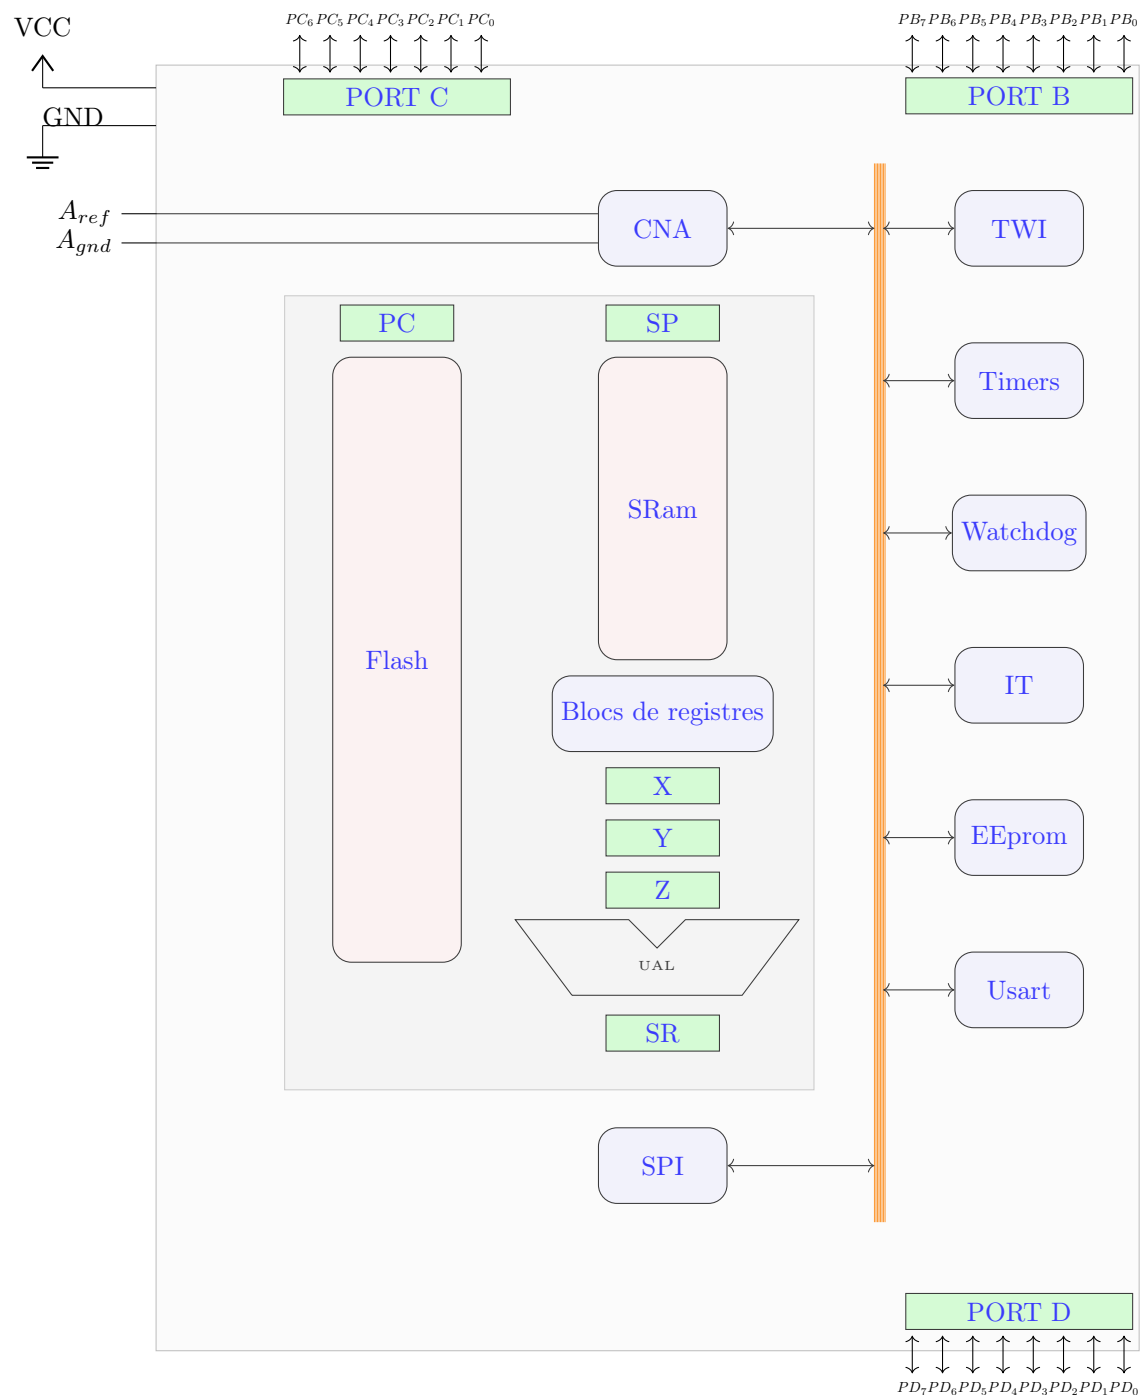 VCC
PC6 PC5 PC4 PC3 PC2 PC1 PC0
PB7 PB6 PB5 PB4 PB3 PB2 PB1 PB0
PORT C
PORT B
GND
Aref
Agnd
CNA
TWI
PC
SP
Timers
SRam
Watchdog
Flash
IT
Blocs de registres
X
Y
EEprom
Z
UAL
Usart
SR
SPI
PORT D
PD7 PD6 PD5 PD4 PD3 PD2 PD1 PD0